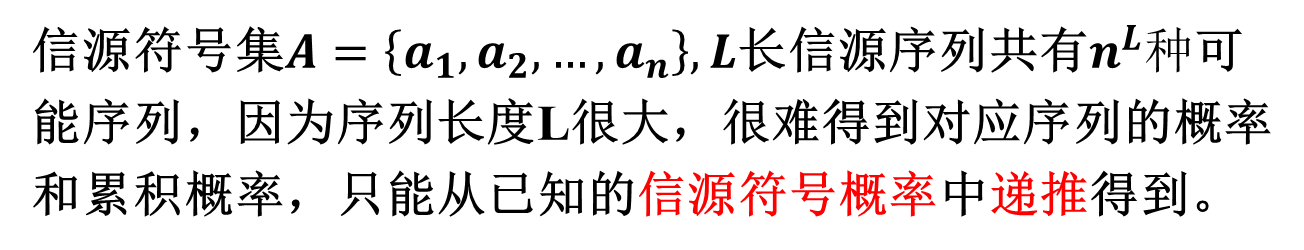 信源符号集A = {a₁, a₂, … , aₙ}, L长信源序列共有nᴸ种可
能序列，因为序列长度L很大，很难得到对应序列的概率
和累积概率，只能从已知的信源符号概率中递推得到。